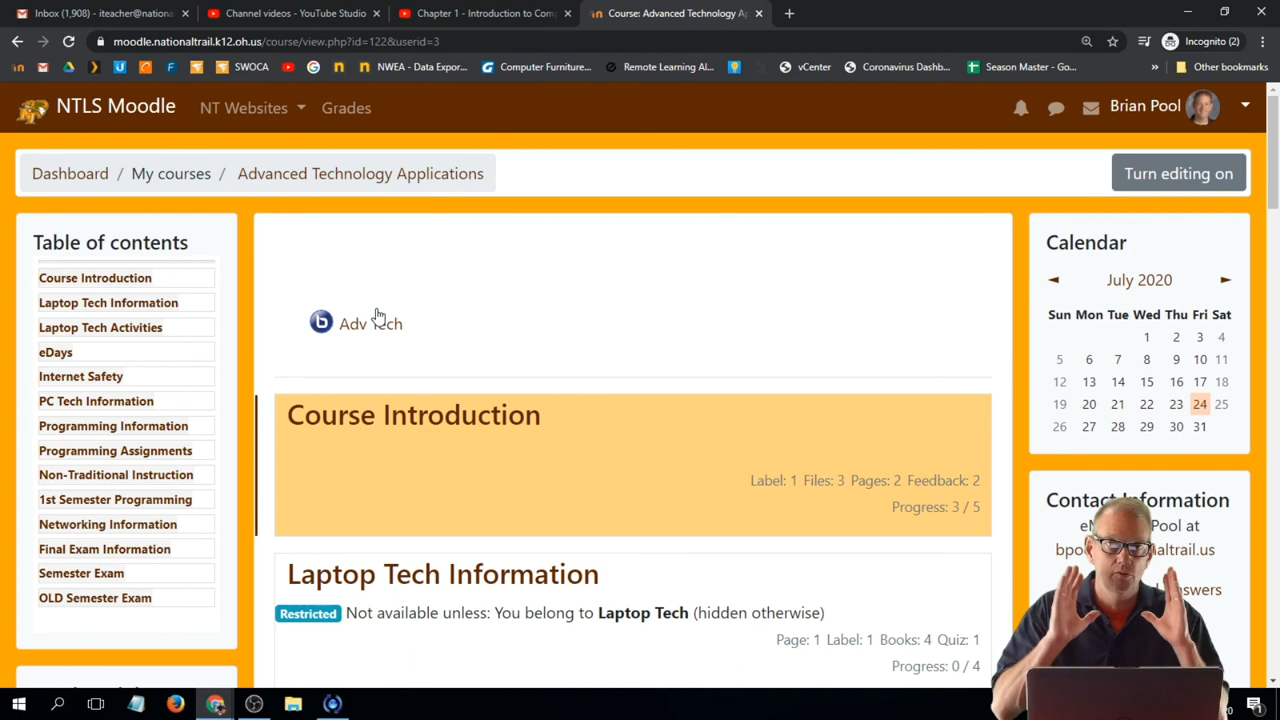 Inbox (1,908) - iteacher@nation
Channel videos - YouTube Studio
Chapter 1 - Introduction to Com
Course: Advanced Technology Ap
moodle.nationaltrail.k12.oh.us/course/view.php?id=122&userid=3
Incognito (2)
SWOCA
NWEA - Data Expor...
Computer Furniture...
Remote Learning Al...
vCenter
Coronavirus Dashb...
Season Master - Go...
Other bookmarks
NTLS Moodle
NT Websites
Grades
Brian Pool
Dashboard / My courses / Advanced Technology Applications
Turn editing on
Table of contents
Course Introduction
Laptop Tech Information
Laptop Tech Activities
eDays
Internet Safety
PC Tech Information
Programming Information
Programming Assignments
Non-Traditional Instruction
1st Semester Programming
Networking Information
Final Exam Information
Semester Exam
OLD Semester Exam
Adv Tech
Course Introduction
Label: 1 Files: 3 Pages: 2 Feedback: 2
Progress: 3 / 5
Laptop Tech Information
Restricted Not available unless: You belong to Laptop Tech (hidden otherwise)
Page: 1 Label: 1 Books: 4 Quiz: 1
Progress: 0 / 4
Calendar
◄ July 2020 ►
Sun Mon Tue Wed Thu Fri Sat
1 2 3 4
5 6 7 8 9 10 11
12 13 14 15 16 17 18
19 20 21 22 23 24 25
26 27 28 29 30 31
Contact Information